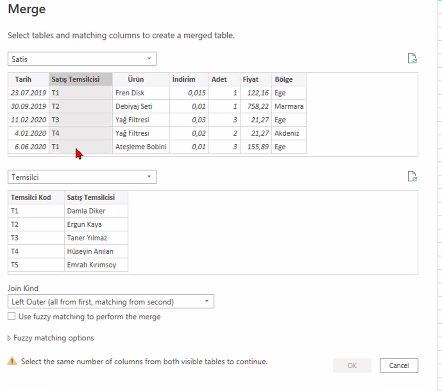 Merge
Select tables and matching columns to create a merged table.
Satis
Tarih Satış Temsilcisi Ürün İndirim Adet Fiyat Bölge
23.07.2019 T1 Fren Disk 0,015 1 122,16 Ege
30.09.2019 T2 Debiyaj Seti 0,01 1 758,22 Marmara
11.02.2020 T3 Yağ Filtresi 0,03 3 21,27 Ege
4.01.2020 T4 Yağ Filtresi 0,02 2 21,27 Akdeniz
6.06.2020 T1 Ateşleme Bobini 0,01 3 155,89 Ege
Temsilci
Temsilci Kod Satış Temsilcisi
T1 Damla Diker
T2 Ergun Kaya
T3 Taner Yılmaz
T4 Hüseyin Anılan
T5 Emrah Kırımsoy
Join Kind
Left Outer (all from first, matching from second)
Use fuzzy matching to perform the merge
Fuzzy matching options
Select the same number of columns from both visible tables to continue.
OK
Cancel